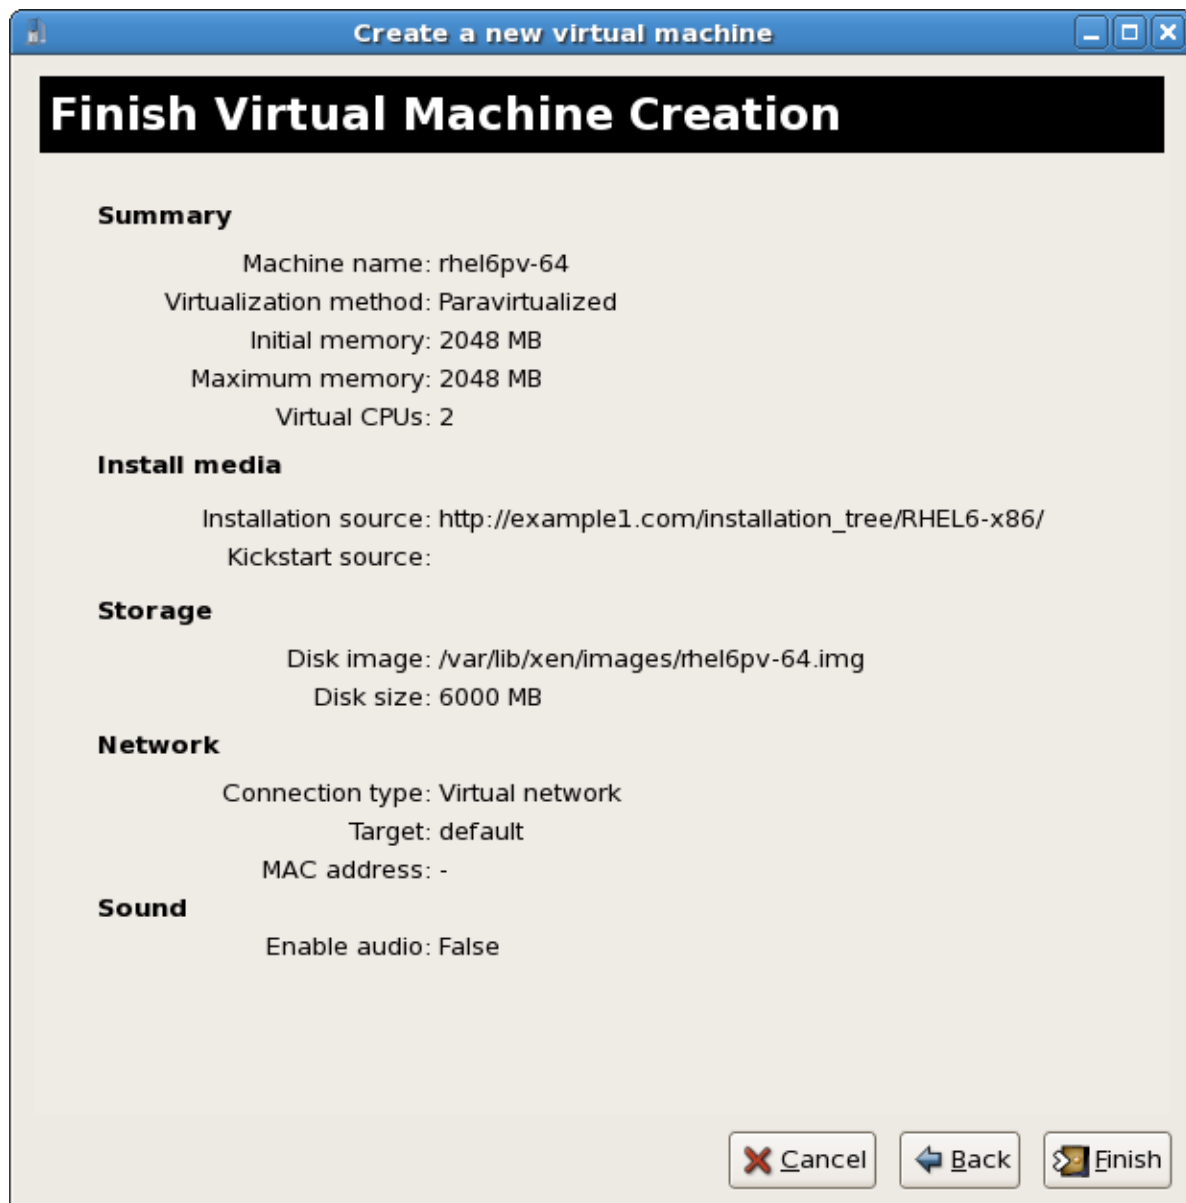 Create a new virtual machine
Finish Virtual Machine Creation
Summary
Machine name: rhel6pv-64
Virtualization method: Paravirtualized
Initial memory: 2048 MB
Maximum memory: 2048 MB
Virtual CPUs: 2
Install media
Installation source: http://example1.com/installation_tree/RHEL6-x86/
Kickstart source:
Storage
Disk image: /var/lib/xen/images/rhel6pv-64.img
Disk size: 6000 MB
Network
Connection type: Virtual network
Target: default
MAC address: -
Sound
Enable audio: False
Cancel Back Finish